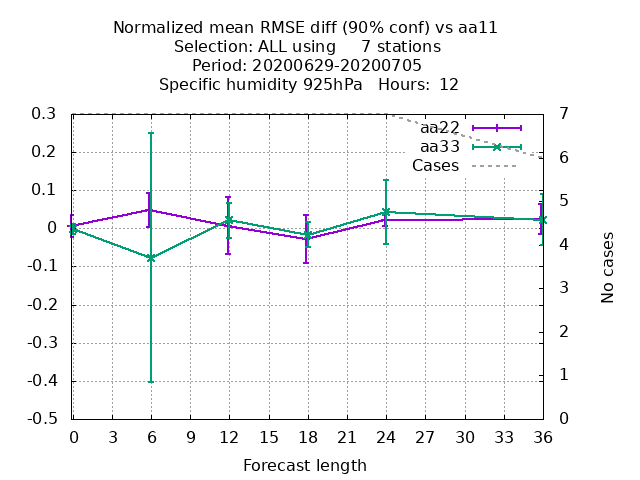 Normalized mean RMSE diff (90% conf) vs aa11
Selection: ALL using     7 stations
Period: 20200629-20200705
Specific humidity 925hPa   Hours:  12
0.3
0.2
0.1
0
-0.1
-0.2
-0.3
-0.4
-0.5
7
6
5
4
3
2
1
0
aa22
aa33
Cases
No cases
0 3 6 9 12 15 18 21 24 27 30 33 36
Forecast length